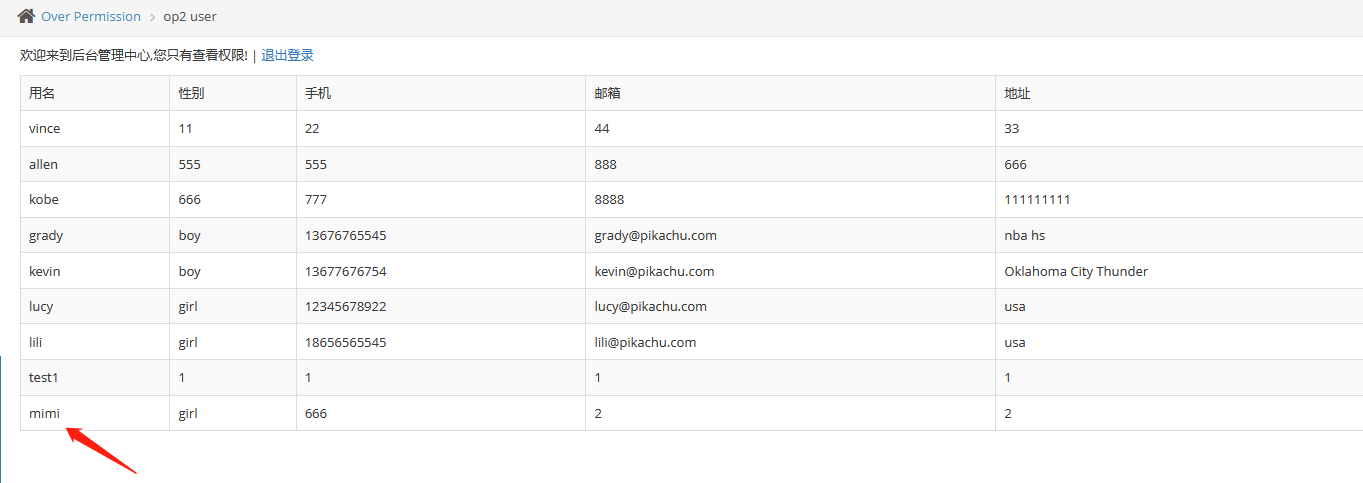 Over Permission > op2 user
欢迎来到后台管理中心,您只有查看权限! | 退出登录
用名 性别 手机 邮箱 地址
vince 11 22 44 33
allen 555 555 888 666
kobe 666 777 8888 111111111
grady boy 13676765545 grady@pikachu.com nba hs
kevin boy 13677676754 kevin@pikachu.com Oklahoma City Thunder
lucy girl 12345678922 lucy@pikachu.com usa
lili girl 18656565545 lili@pikachu.com usa
test1 1 1 1 1
mimi girl 666 2 2